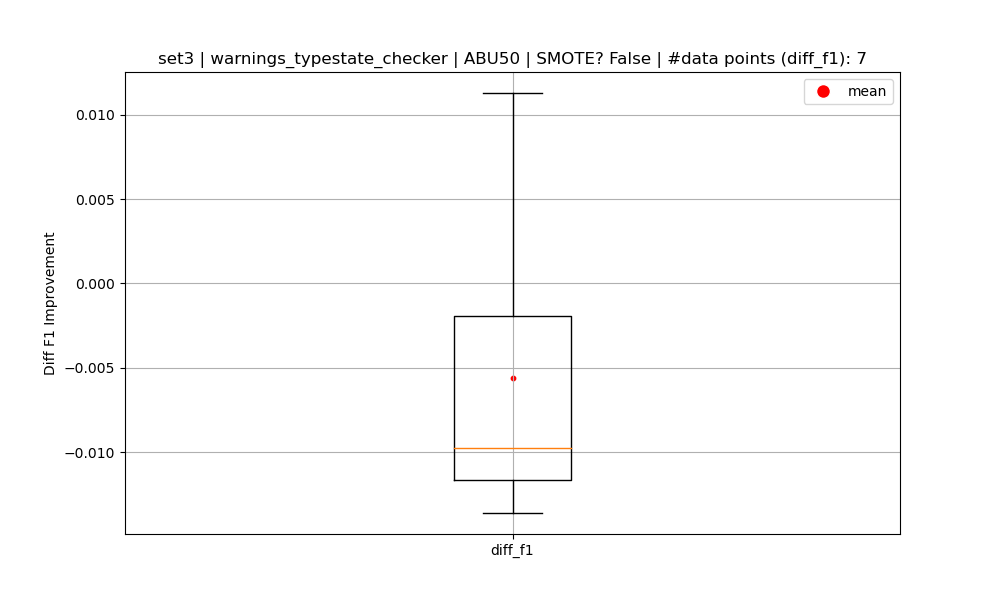 set3 | warnings_typestate_checker | ABU50 | SMOTE? False | #data points (diff_f1): 7
mean
0.010
0.005
0.000
−0.005
−0.010
Diff F1 Improvement
diff_f1